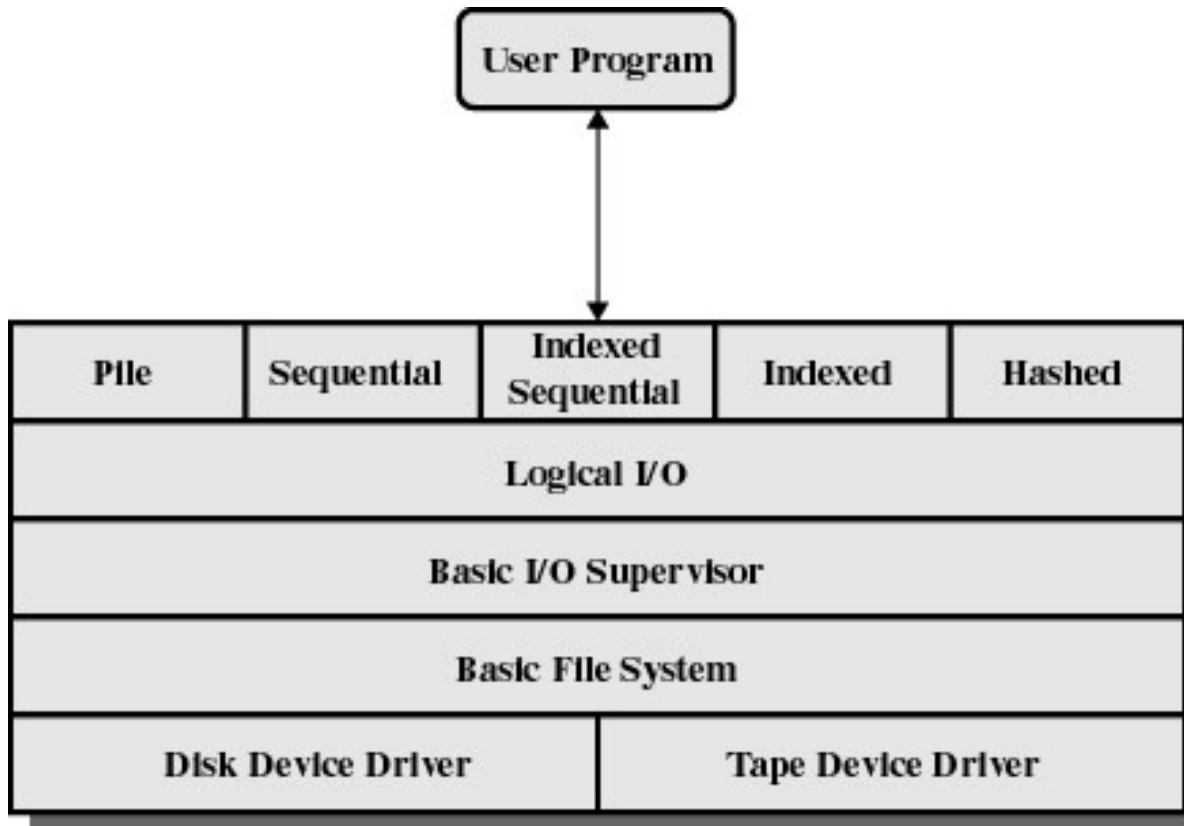 User Program
Pile
Sequential
Indexed
Sequential
Indexed
Hashed
Logical I/O
Basic I/O Supervisor
Basic File System
Disk Device Driver
Tape Device Driver